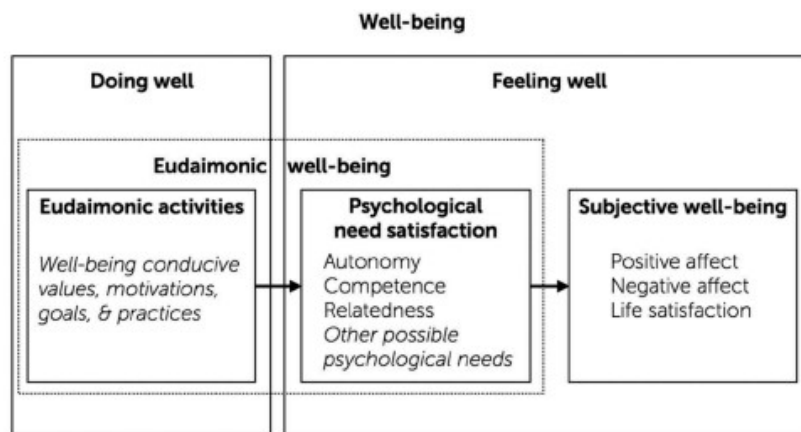 Well-being
Doing well
Feeling well
Eudaimonic well-being
Eudaimonic activities
Well-being conducive
values, motivations,
goals, & practices
Psychological
need satisfaction
Autonomy
Competence
Relatedness
Other possible
psychological needs
Subjective well-being
Positive affect
Negative affect
Life satisfaction